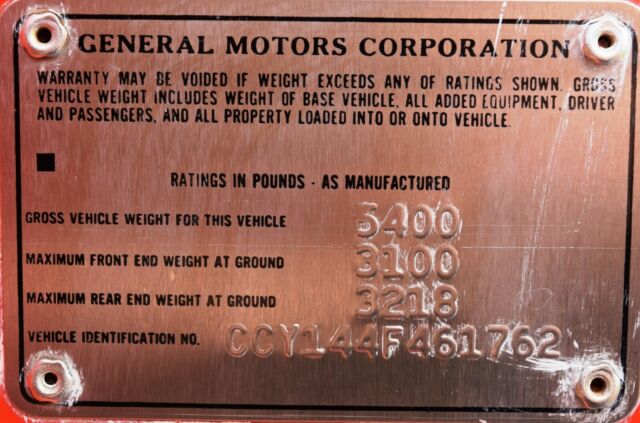 GENERAL MOTORS CORPORATION
WARRANTY MAY BE VOIDED IF WEIGHT EXCEEDS ANY OF RATINGS SHOWN. GROSS
VEHICLE WEIGHT INCLUDES WEIGHT OF BASE VEHICLE, ALL ADDED EQUIPMENT, DRIVER
AND PASSENGERS, AND ALL PROPERTY LOADED INTO OR ONTO VEHICLE.
RATINGS IN POUNDS - AS MANUFACTURED
GROSS VEHICLE WEIGHT FOR THIS VEHICLE 5400
MAXIMUM FRONT END WEIGHT AT GROUND 3100
MAXIMUM REAR END WEIGHT AT GROUND 3218
VEHICLE IDENTIFICATION NO. CCY144F461762